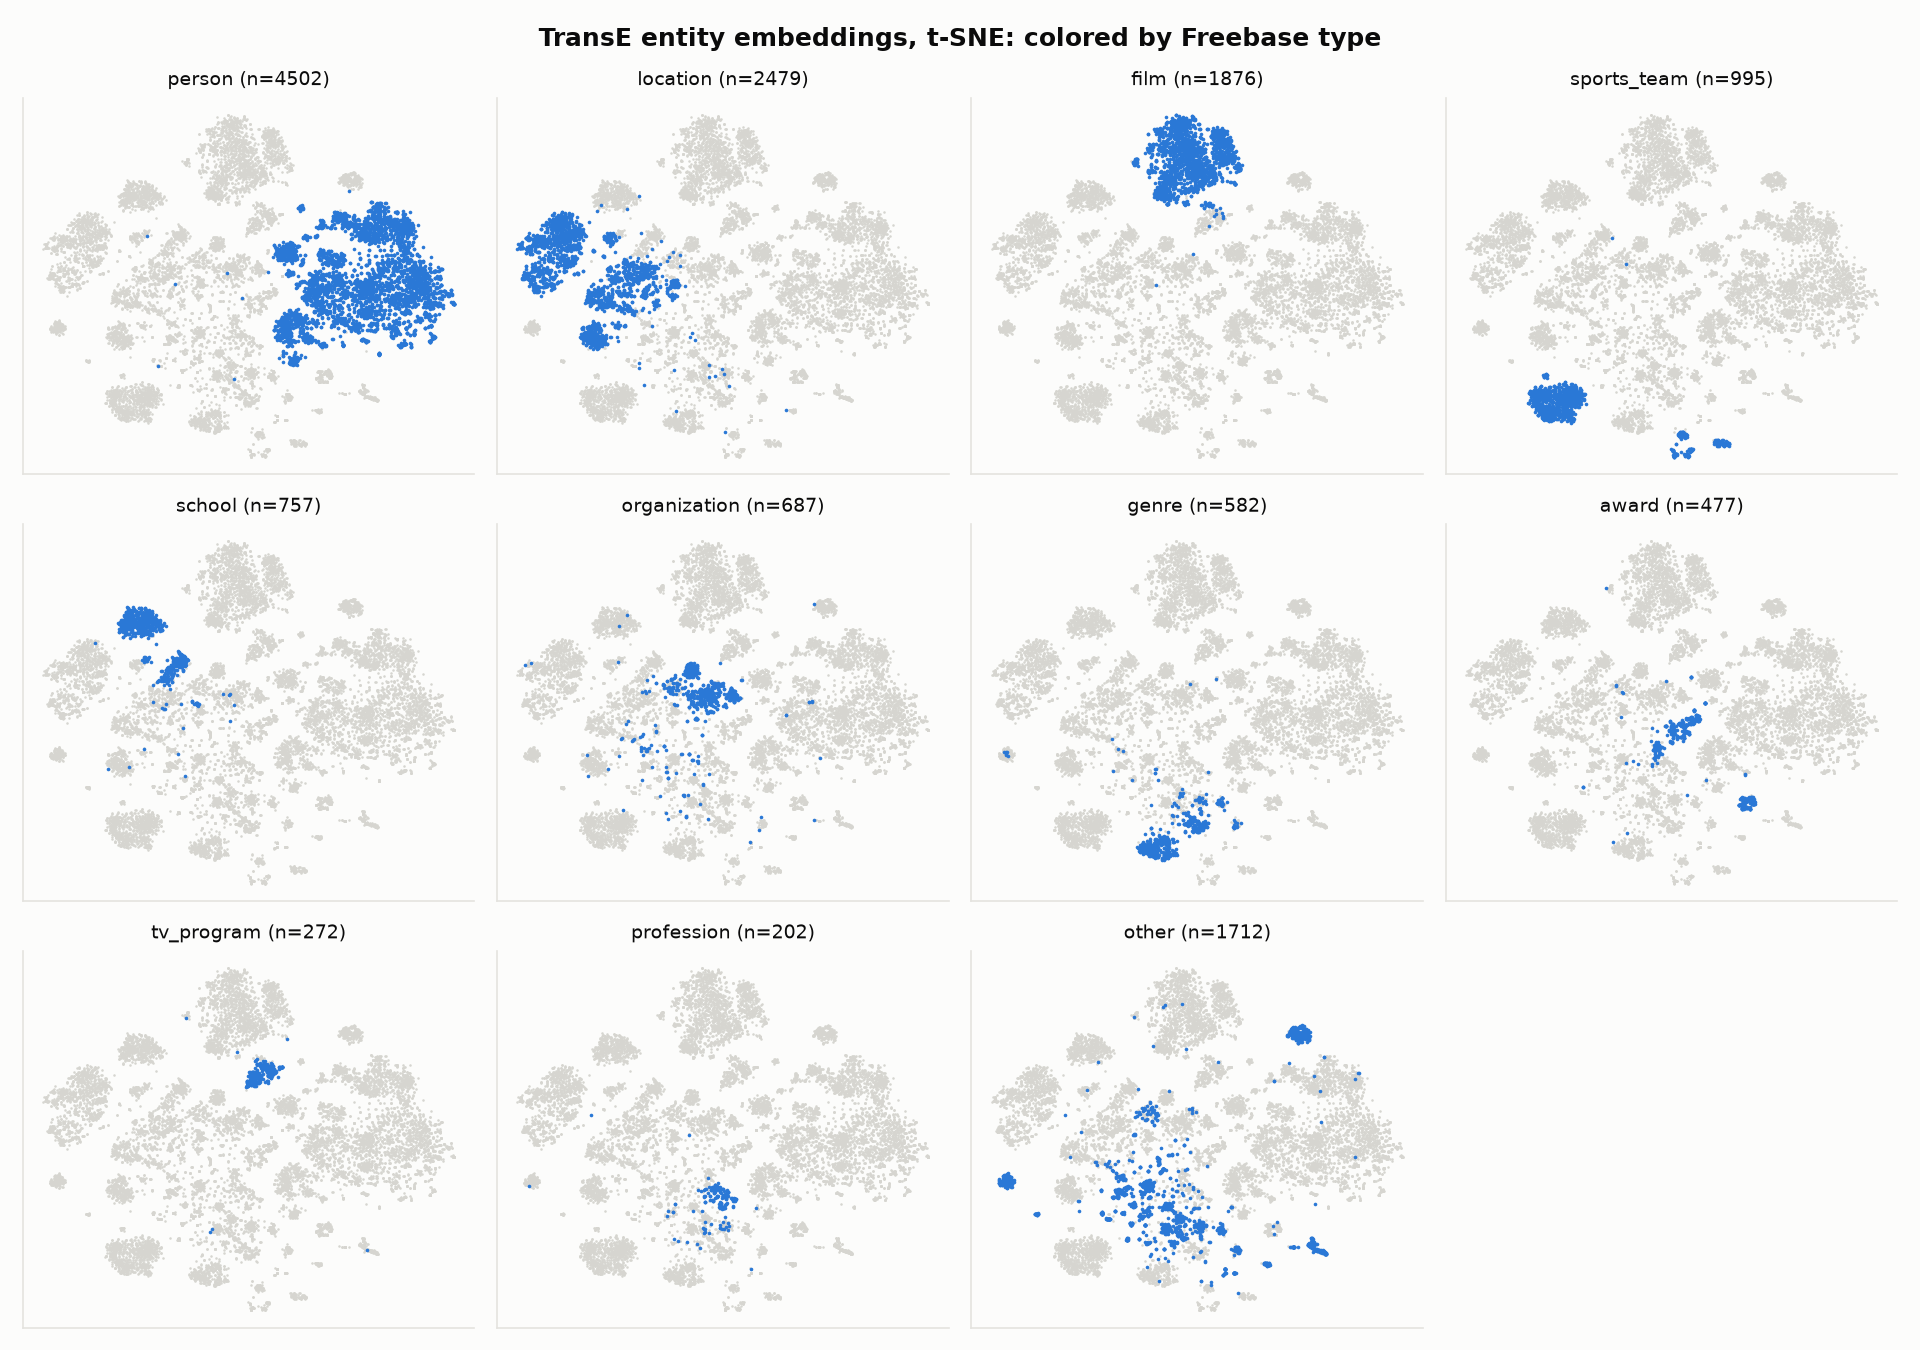 TransE entity embeddings, t-SNE: colored by Freebase type
person (n=4502)
location (n=2479)
film (n=1876)
sports_team (n=995)
school (n=757)
organization (n=687)
genre (n=582)
award (n=477)
tv_program (n=272)
profession (n=202)
other (n=1712)